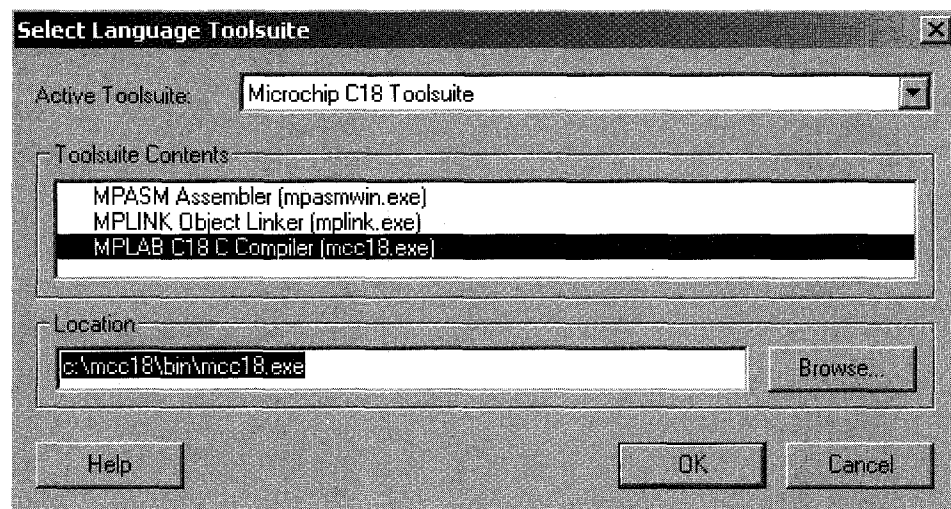 Select Language Toolsuite
Active Toolsuite:
Microchip C18 Toolsuite
Toolsuite Contents
MPASM Assembler (mpasmwin.exe)
MPLINK Object Linker (mplink.exe)
MPLAB C18 C Compiler (mcc18.exe)
Location
c:\mcc18\bin\mcc18.exe
Browse...
Help
OK
Cancel